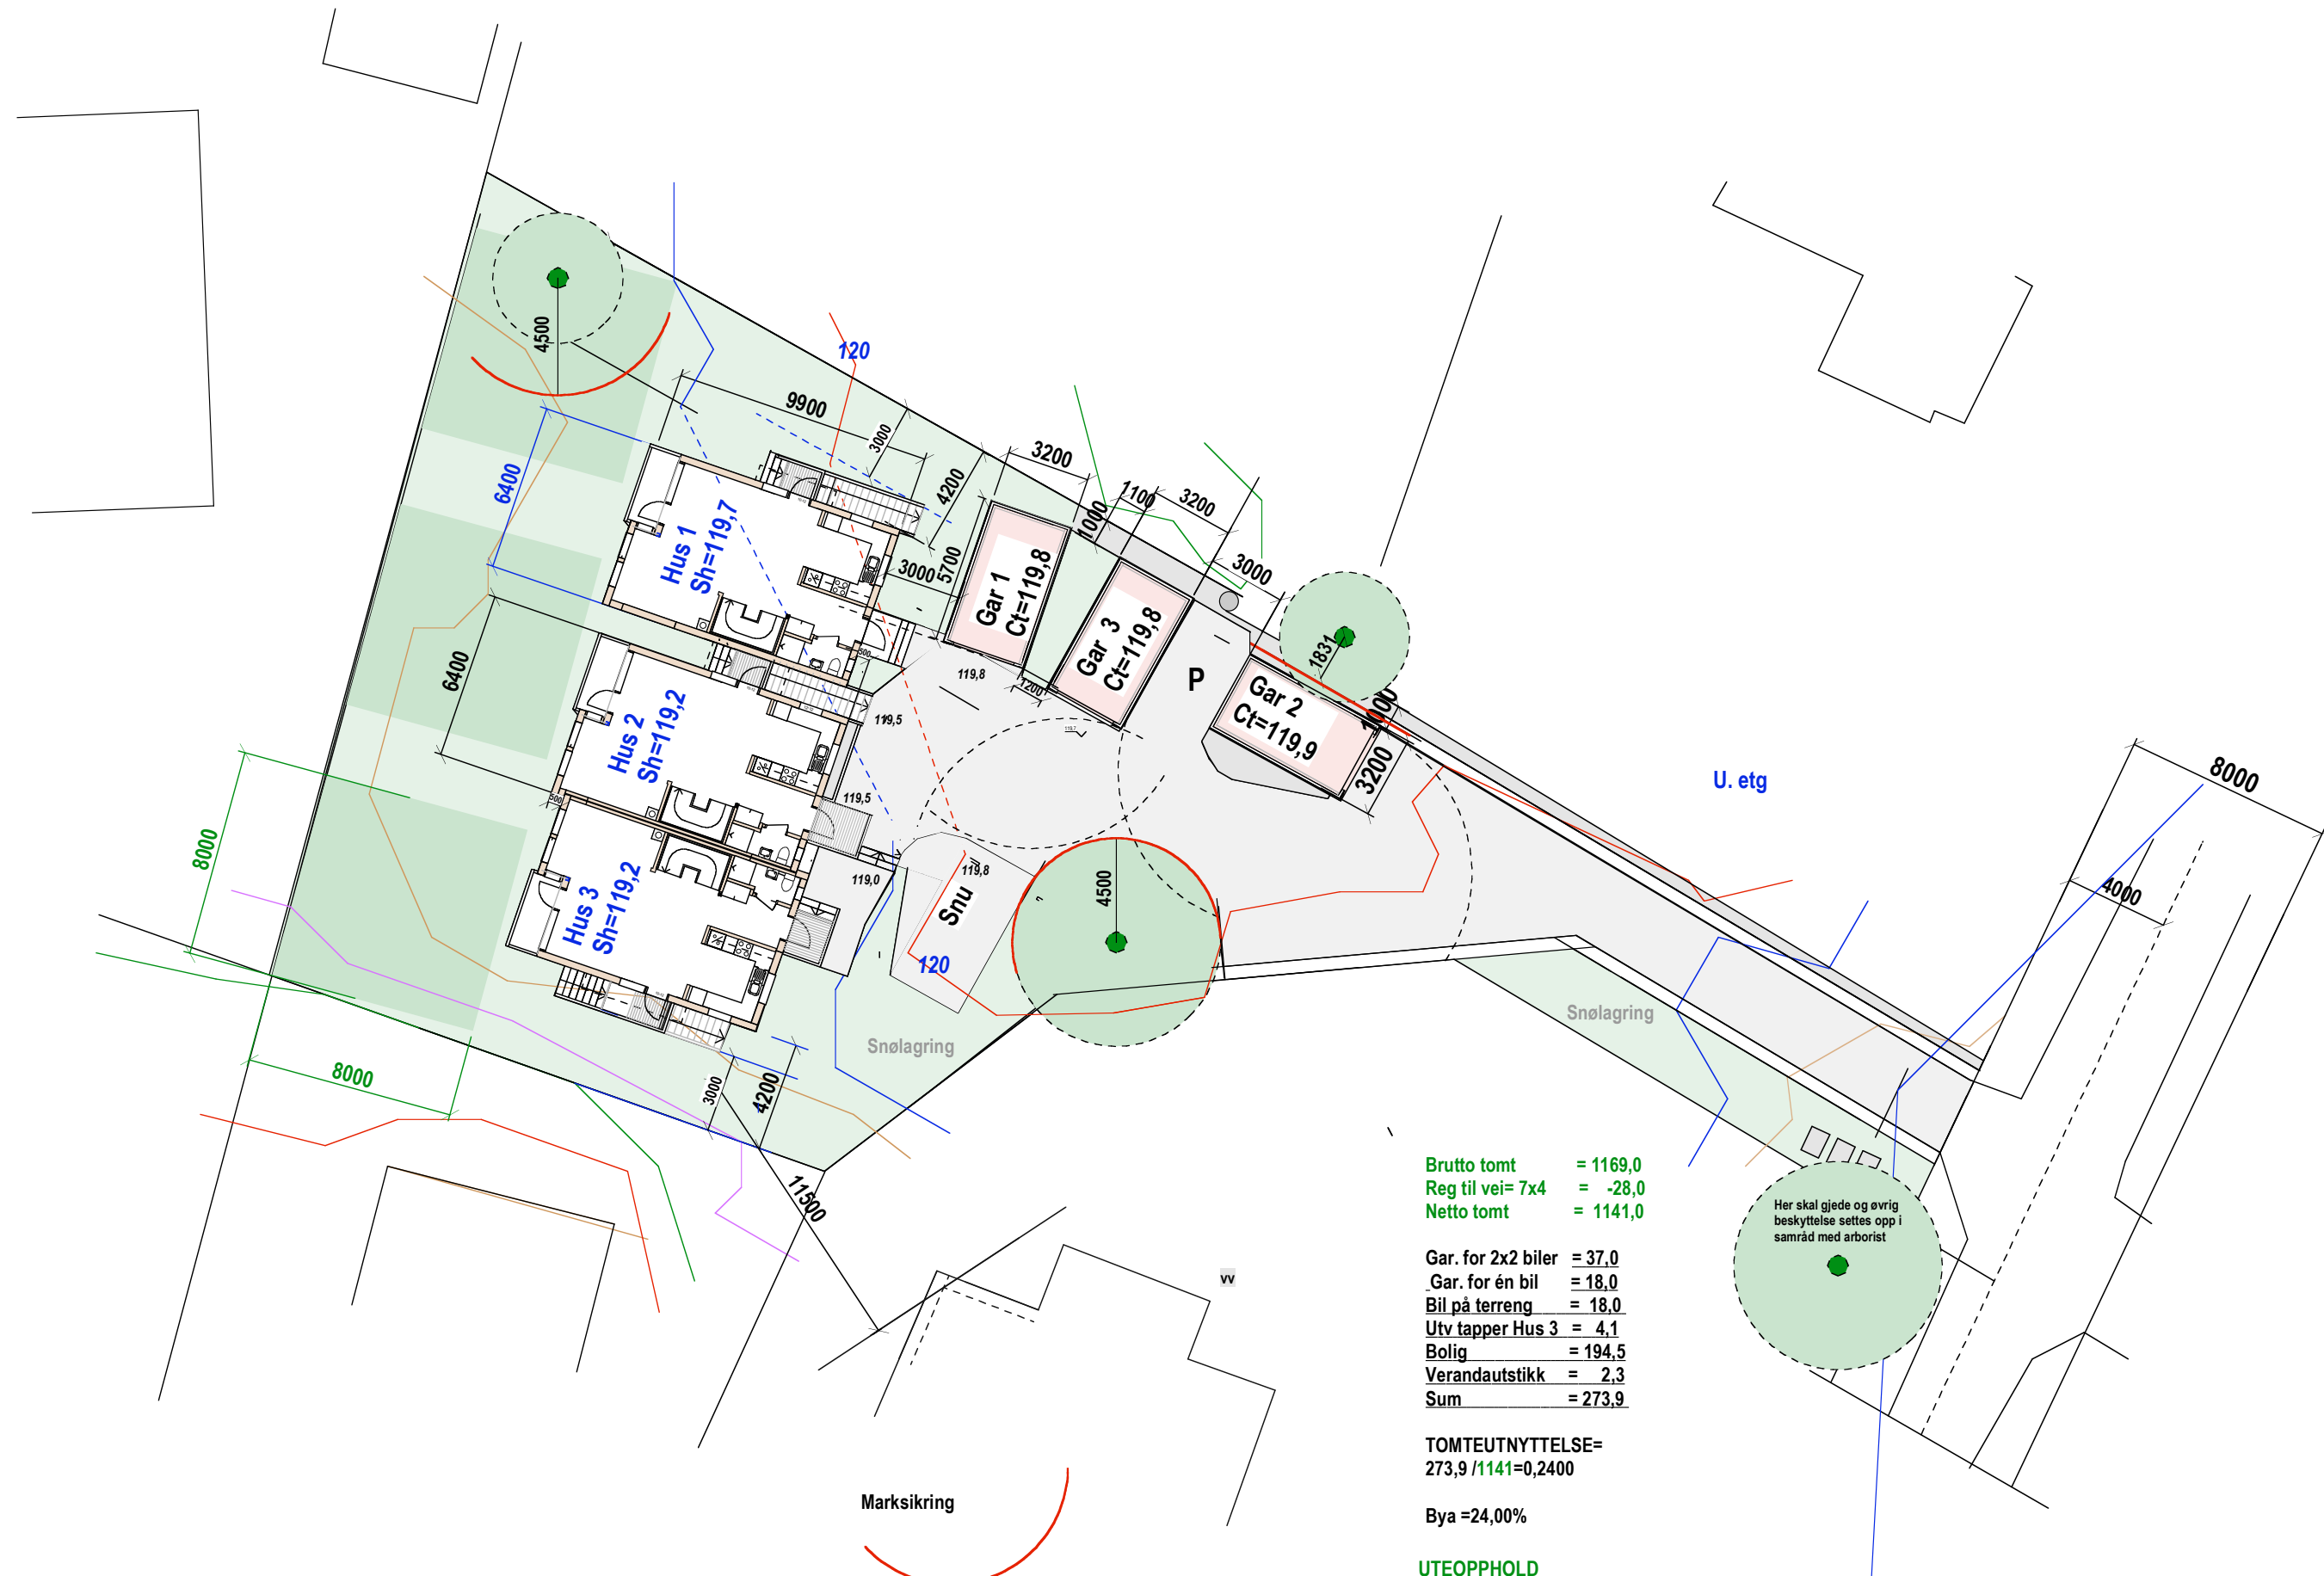 4500
120
9900
3000
4200
3200
1000
1100
3200
3000
6400
Hus 1
Sh=119,7
3000
5700
Gar 1
Ct=119,8
Gar 3
Ct=119,8
P
1831
Gar 2
Ct=119,9
1000
3200
U. etg
8000
4000
500
119,8
1200
119,5
119,7
6400
Hus 2
Sh=119,2
119,5
500
8000
Hus 3
Sh=119,2
119,0
119,8
Snu
120
4500
Snølagring
Snølagring
8000
3000
4200
11500
Her skal gjede og øvrig
beskyttelse settes opp i
samråd med arborist
vv
Brutto tomt = 1169,0
Reg til vei= 7x4 = -28,0
Netto tomt = 1141,0
Gar. for 2x2 biler = 37,0
Gar. for én bil = 18,0
Bil på terreng = 18,0
Utv tapper Hus 3 = 4,1
Bolig = 194,5
Verandautstikk = 2,3
Sum = 273,9
TOMTEUTNYTTELSE=
273,9 /1141=0,2400
Bya =24,00%
Marksikring
UTEOPPHOLD